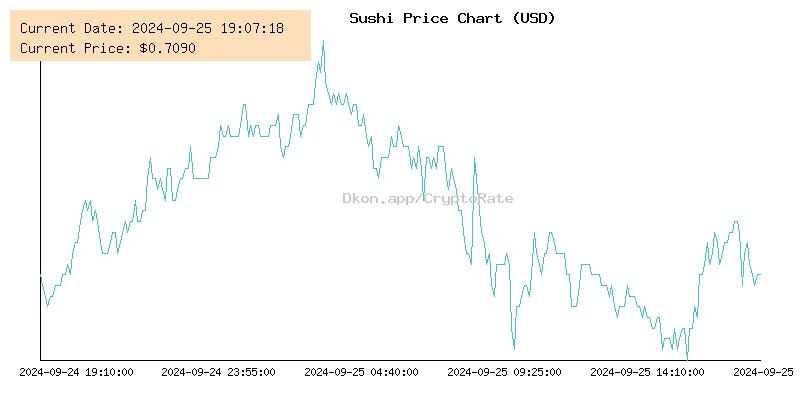 Sushi Price Chart (USD)
Current Date: 2024-09-25 19:07:18
Current Price: $0.7090
Dkon.app/CryptoRate
2024-09-24 19:10:00 2024-09-24 23:55:00 2024-09-25 04:40:00 2024-09-25 09:25:00 2024-09-25 14:10:00 2024-09-25